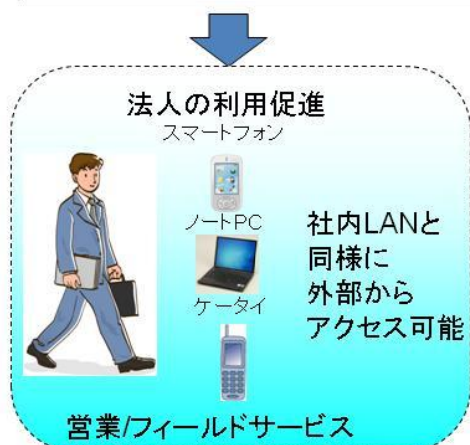 法人の利用促進
スマートフォン
ノートPC
ケータイ
社内LANと
同様に
外部から
アクセス可能
営業/フィールドサービス